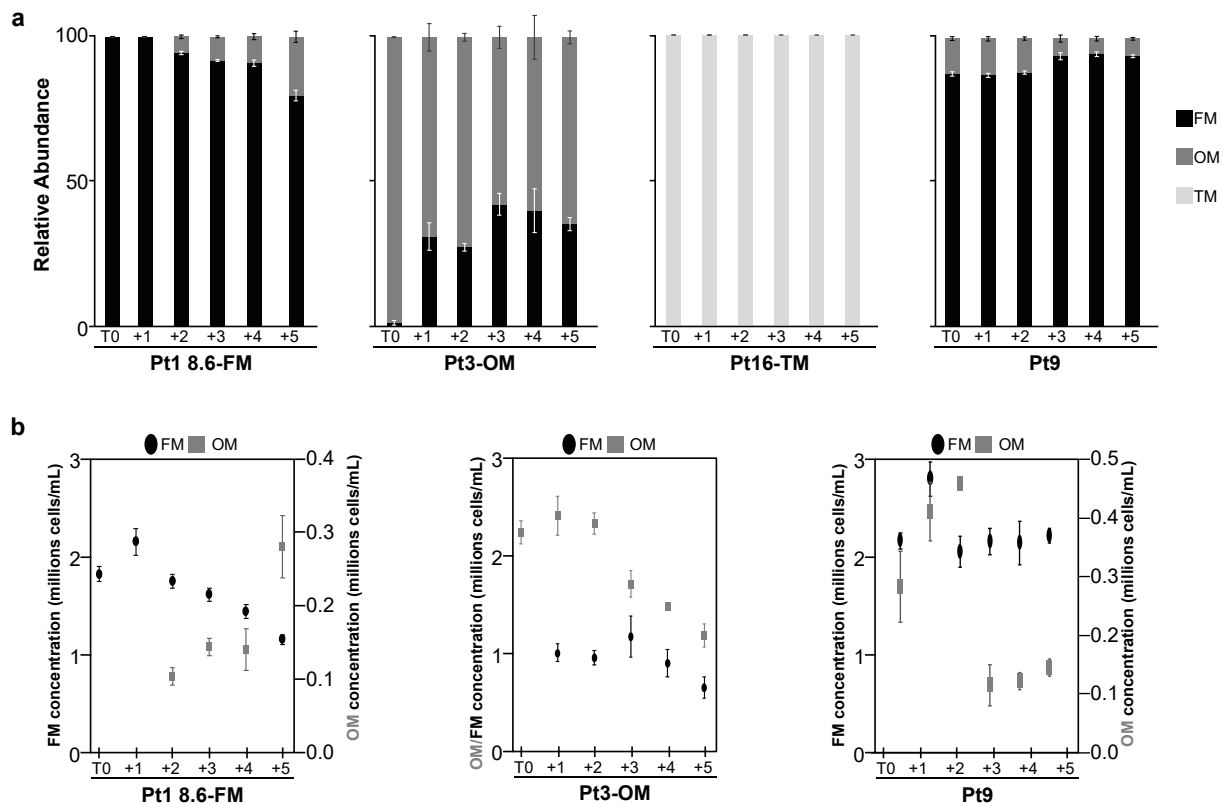 a
Relative Abundance
100
50
0
T0 +1 +2 +3 +4 +5
Pt1 8.6-FM
T0 +1 +2 +3 +4 +5
Pt3-OM
T0 +1 +2 +3 +4 +5
Pt16-TM
T0 +1 +2 +3 +4 +5
Pt9
FM
OM
TM
b
FM OM
FM concentration (millions cells/mL)
3
2
1
0
OM concentration (millions cells/mL)
0.4
0.3
0.2
0.1
0.0
T0 +1 +2 +3 +4 +5
Pt1 8.6-FM
FM OM
OM/FM concentration (millions cells/mL)
3
2
1
0
T0 +1 +2 +3 +4 +5
Pt3-OM
FM OM
FM concentration (millions cells/mL)
3
2
1
0
OM concentration (millions cells/mL)
0.5
0.4
0.3
0.2
0.1
0.0
T0 +1 +2 +3 +4 +5
Pt9